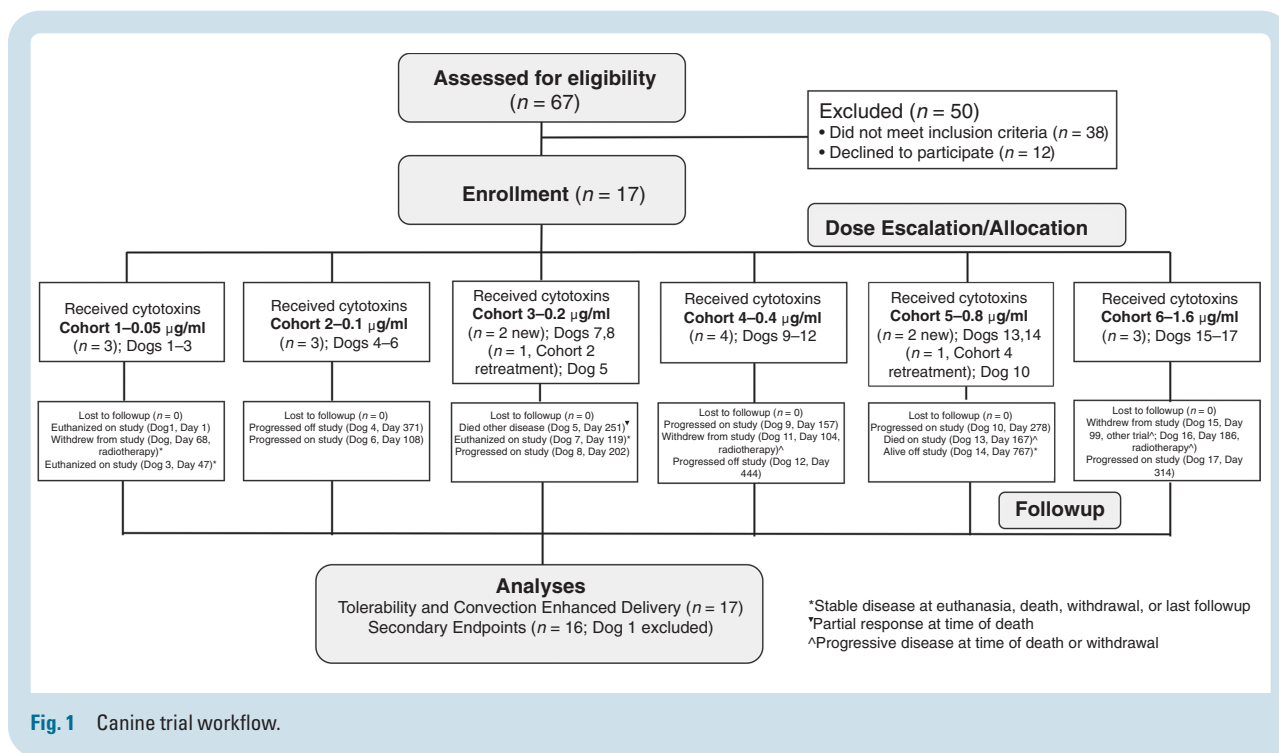 Assessed for eligibility
(n = 67)
Excluded (n = 50)
• Did not meet inclusion criteria (n = 38)
• Declined to participate (n = 12)
Enrollment (n = 17)
Dose Escalation/Allocation
Received cytotoxins
Cohort 1–0.05 μg/ml
(n = 3); Dogs 1–3
Received cytotoxins
Cohort 2–0.1 μg/ml
(n = 3); Dogs 4–6
Received cytotoxins
Cohort 3–0.2 μg/ml
(n = 2 new); Dogs 7,8
(n = 1, Cohort 2
retreatment); Dog 5
Received cytotoxins
Cohort 4–0.4 μg/ml
(n = 4); Dogs 9–12
Received cytotoxins
Cohort 5–0.8 μg/ml
(n = 2 new); Dogs 13,14
(n = 1, Cohort 4
retreatment); Dog 10
Received cytotoxins
Cohort 6–1.6 μg/ml
(n = 3); Dogs 15–17
Lost to followup (n = 0)
Euthanized on study (Dog1, Day 1)
Withdrew from study (Dog, Day 68,
radiotherapy)*
Euthanized on study (Dog 3, Day 47)*
Lost to followup (n = 0)
Progressed off study (Dog 4, Day 371)
Progressed on study (Dog 6, Day 108)
Lost to followup (n = 0)
Died other disease (Dog 5, Day 251)▼
Euthanized on study (Dog 7, Day 119)*
Progressed on study (Dog 8, Day 202)
Lost to followup (n = 0)
Progressed on study (Dog 9, Day 157)
Withdrew from study (Dog 11, Day 104,
radiotherapy)^
Progressed off study (Dog 12, Day
444)
Lost to followup (n = 0)
Progressed on study (Dog 10, Day 278)
Died on study (Dog 13, Day 167)^
Alive off study (Dog 14, Day 767)*
Lost to followup (n = 0)
Withdrew from study (Dog 15, Day
99, other trial^; Dog 16, Day 186,
radiotherapy^)
Progressed on study (Dog 17, Day
314)
Followup
Analyses
Tolerability and Convection Enhanced Delivery (n = 17)
Secondary Endpoints (n = 16; Dog 1 excluded)
*Stable disease at euthanasia, death, withdrawal, or last followup
▼Partial response at time of death
^Progressive disease at time of death or withdrawal
Fig. 1 Canine trial workflow.